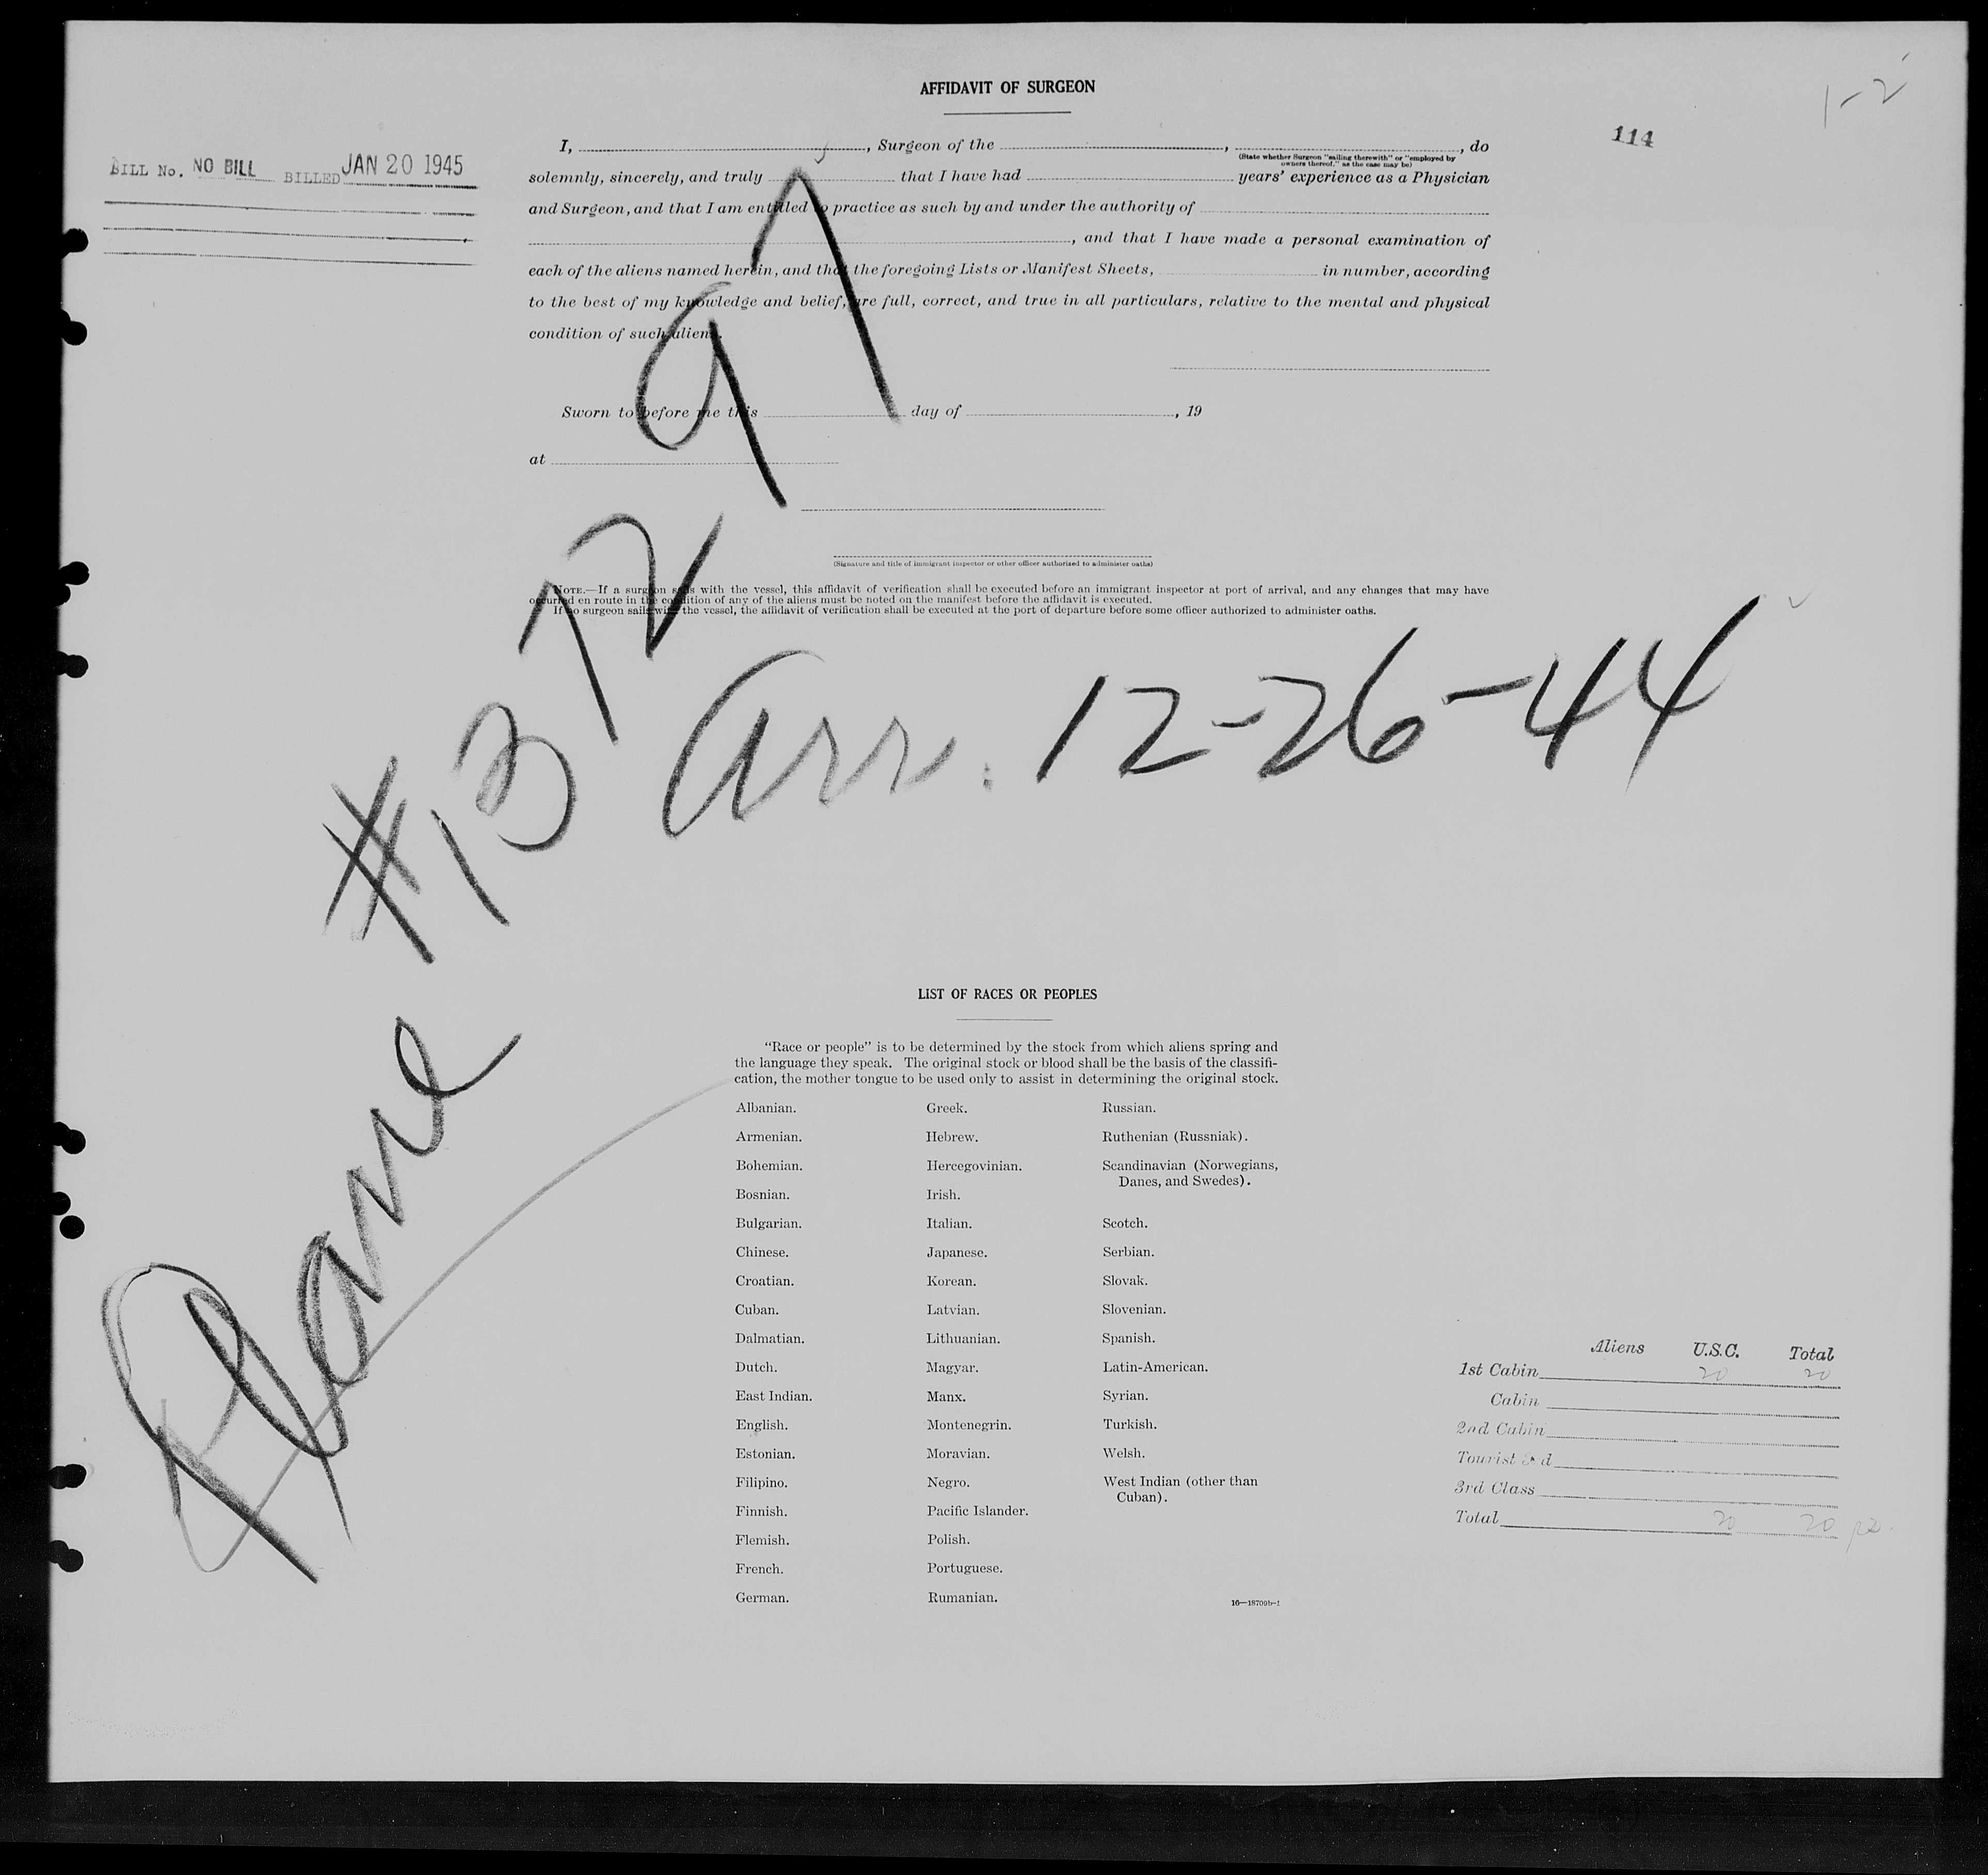 AFFIDAVIT OF SURGEON
1-2
114
BILL No. NO BILL BILLED JAN 20 1945
I, , Surgeon of the , , do
(State whether Surgeon "sailing therewith" or "employed by
owners thereof," as the case may be)
solemnly, sincerely, and truly that I have had years' experience as a Physician
and Surgeon, and that I am entitled to practice as such by and under the authority of
, and that I have made a personal examination of
each of the aliens named herein, and that the foregoing Lists or Manifest Sheets, in number, according
to the best of my knowledge and belief, are full, correct, and true in all particulars, relative to the mental and physical
condition of such aliens.
Sworn to before me this day of , 19
at
(Signature and title of immigrant inspector or other officer authorized to administer oaths)
NOTE.—If a surgeon sails with the vessel, this affidavit of verification shall be executed before an immigrant inspector at port of arrival, and any changes that may have
occurred en route in the condition of any of the aliens must be noted on the manifest before the affidavit is executed.
If no surgeon sails with the vessel, the affidavit of verification shall be executed at the port of departure before some officer authorized to administer oaths.
Plane #137297
arr. 12-26-44
LIST OF RACES OR PEOPLES
"Race or people" is to be determined by the stock from which aliens spring and
the language they speak. The original stock or blood shall be the basis of the classifi-
cation, the mother tongue to be used only to assist in determining the original stock.
Albanian.
Armenian.
Bohemian.
Bosnian.
Bulgarian.
Chinese.
Croatian.
Cuban.
Dalmatian.
Dutch.
East Indian.
English.
Estonian.
Filipino.
Finnish.
Flemish.
French.
German.
Greek.
Hebrew.
Hercegovinian.
Irish.
Italian.
Japanese.
Korean.
Latvian.
Lithuanian.
Magyar.
Manx.
Montenegrin.
Moravian.
Negro.
Pacific Islander.
Polish.
Portuguese.
Rumanian.
Russian.
Ruthenian (Russniak).
Scandinavian (Norwegians,
Danes, and Swedes).
Scotch.
Serbian.
Slovak.
Slovenian.
Spanish.
Latin-American.
Syrian.
Turkish.
Welsh.
West Indian (other than
Cuban).
16—18709b-1
Aliens U.S.C. Total
1st Cabin 20 20
Cabin
2nd Cabin
Tourist 3d
3rd Class
Total 20 20